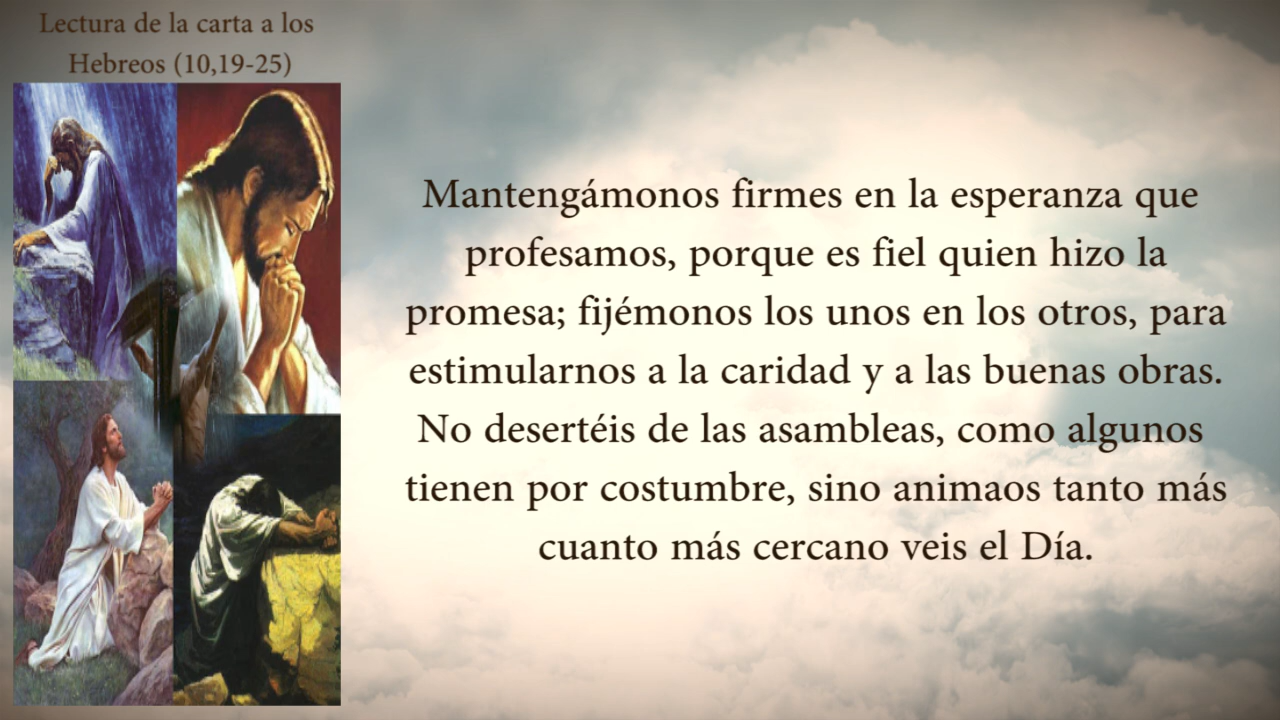 Lectura de la carta a los
Hebreos (10,19-25)
Mantengámonos firmes en la esperanza que
profesamos, porque es fiel quien hizo la
promesa; fijémonos los unos en los otros, para
estimularnos a la caridad y a las buenas obras.
No desertéis de las asambleas, como algunos
tienen por costumbre, sino animaos tanto más
cuanto más cercano veis el Día.